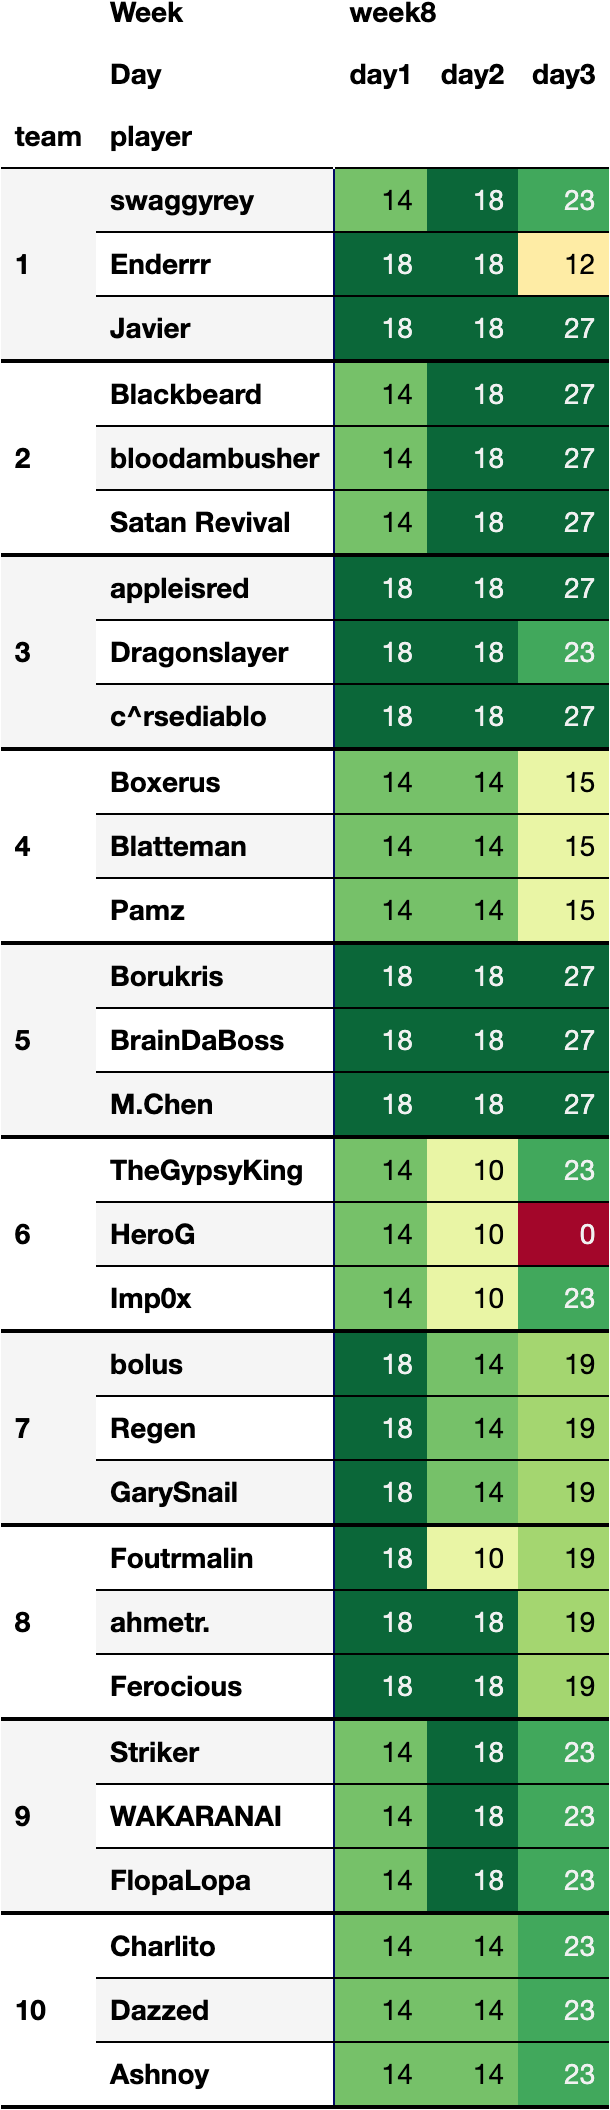 Week week8
Day day1 day2 day3
team player
swaggyrey 14 18 23
1 Enderrr 18 18 12
Javier 18 18 27
Blackbeard 14 18 27
2 bloodambusher 14 18 27
Satan Revival 14 18 27
appleisred 18 18 27
3 Dragonslayer 18 18 23
c^rsediablo 18 18 27
Boxerus 14 14 15
4 Blatteman 14 14 15
Pamz 14 14 15
Borukris 18 18 27
5 BrainDaBoss 18 18 27
M.Chen 18 18 27
TheGypsyKing 14 10 23
6 HeroG 14 10 0
Imp0x 14 10 23
bolus 18 14 19
7 Regen 18 14 19
GarySnail 18 14 19
Foutrmalin 18 10 19
8 ahmetr. 18 18 19
Ferocious 18 18 19
Striker 14 18 23
9 WAKARANAI 14 18 23
FlopaLopa 14 18 23
Charlito 14 14 23
10 Dazzed 14 14 23
Ashnoy 14 14 23